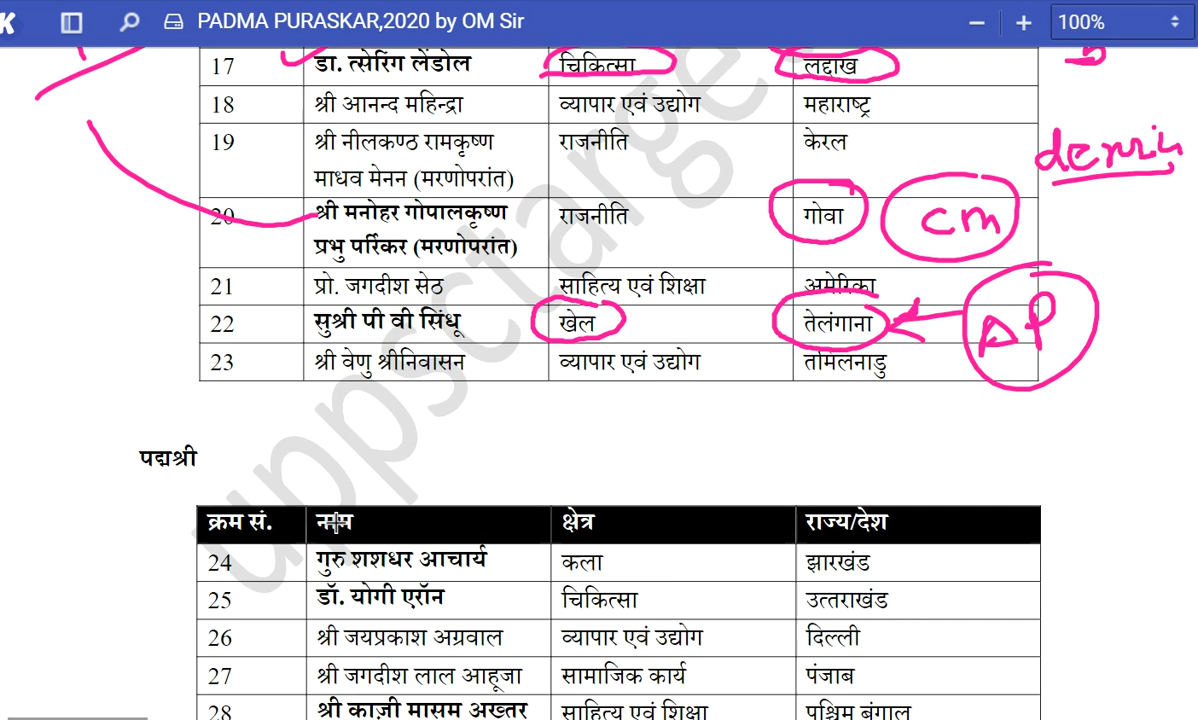 K PADMA PURASKAR,2020 by OM Sir − + 100%
17 डा. त्सेरिंग लेंडोल चिकित्सा लद्दाख
18 श्री आनन्द महिन्द्रा व्यापार एवं उद्योग महाराष्ट्र
19 श्री नीलकण्ठ रामकृष्ण राजनीति केरल
माधव मेनन (मरणोपरांत)
20 श्री मनोहर गोपालकृष्ण राजनीति गोवा cm
प्रभु पर्रिकर (मरणोपरांत)
21 प्रो. जगदीश सेठ साहित्य एवं शिक्षा अमेरिका
22 सुश्री पी वी सिंधू खेल तेलंगाना AP
23 श्री वेणु श्रीनिवासन व्यापार एवं उद्योग तमिलनाडु
पद्मश्री
क्रम सं. नाम क्षेत्र राज्य/देश
24 गुरु शशधर आचार्य कला झारखंड
25 डॉ. योगी एरॉन चिकित्सा उत्तराखंड
26 श्री जयप्रकाश अग्रवाल व्यापार एवं उद्योग दिल्ली
27 श्री जगदीश लाल आहूजा सामाजिक कार्य पंजाब
28 श्री काज़ी मासम अख्तर साहित्य एवं शिक्षा पश्चिम बंगाल
uppstarge